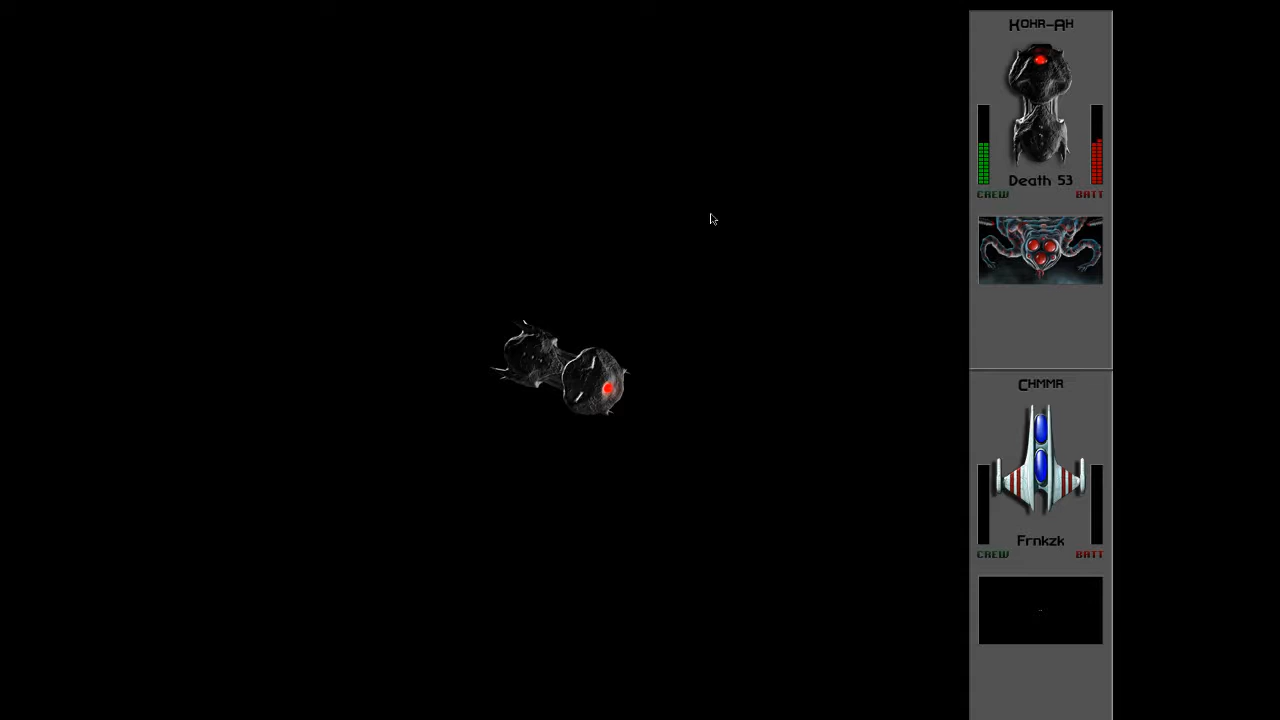 Kohr-Ah
Death 53
CREW BATT
Chmmr
Frnkzk
CREW BATT